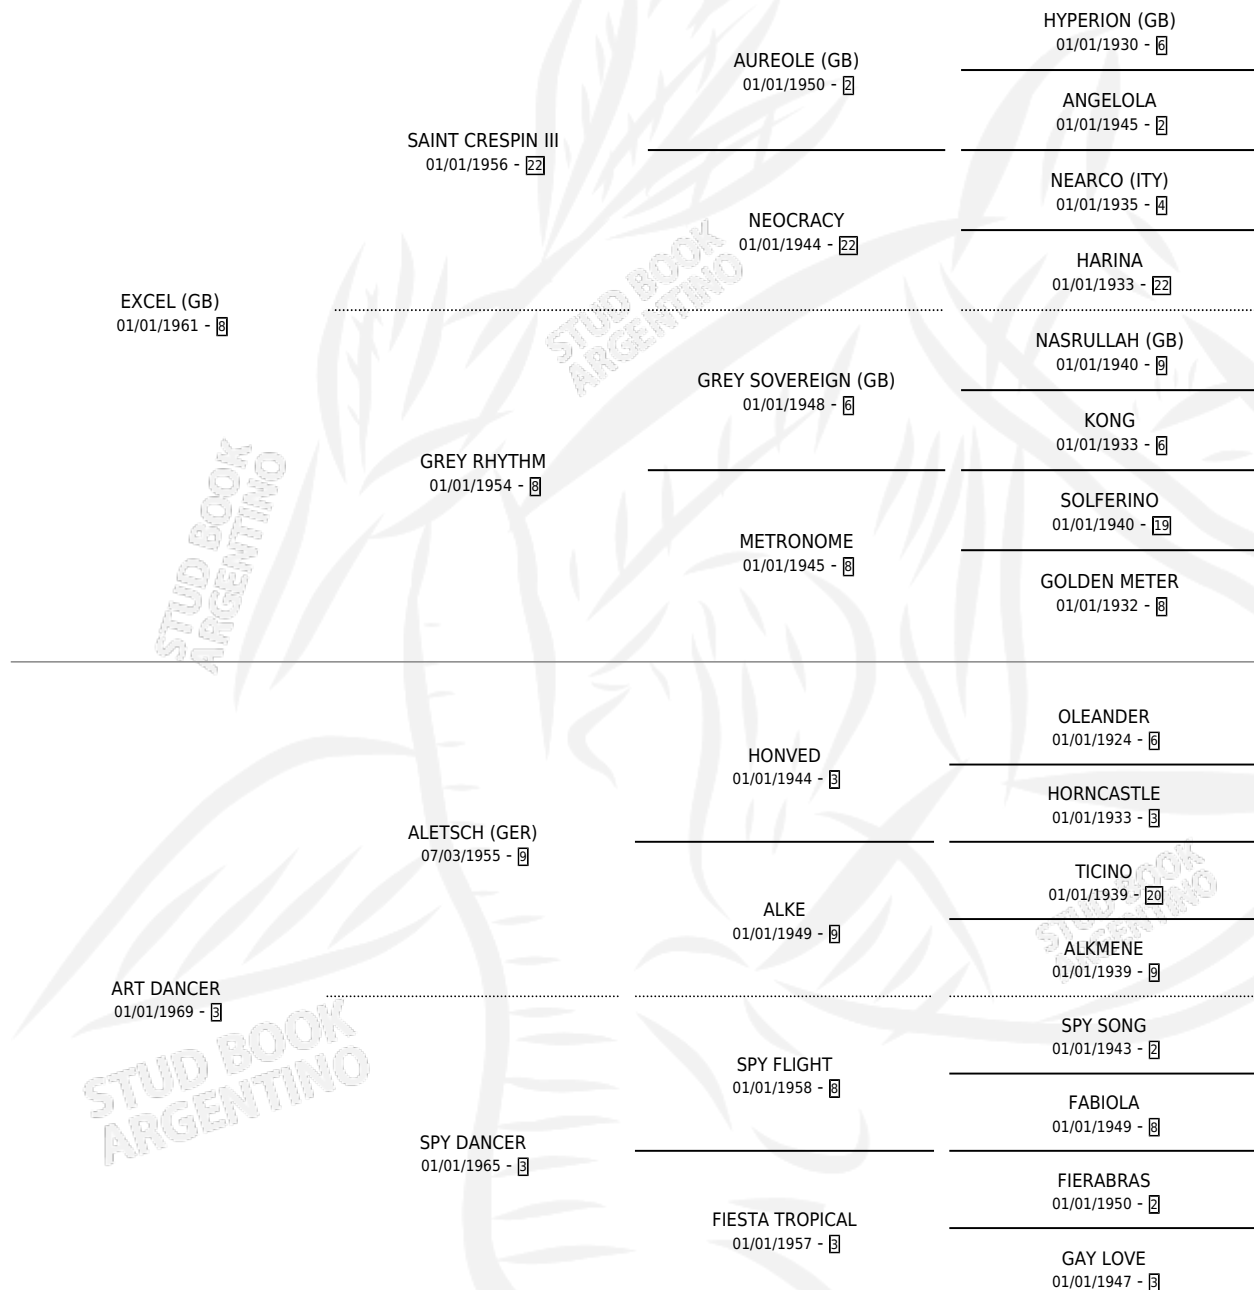 HYPERION (GB)
01/01/1930 - 6
AUREOLE (GB)
01/01/1950 - 2
ANGELOLA
01/01/1945 - 2
SAINT CRESPIN III
01/01/1956 - 22
NEARCO (ITY)
01/01/1935 - 4
NEOCRACY
01/01/1944 - 22
HARINA
01/01/1933 - 22
EXCEL (GB)
01/01/1961 - 8
NASRULLAH (GB)
01/01/1940 - 9
GREY SOVEREIGN (GB)
01/01/1948 - 6
KONG
01/01/1933 - 6
GREY RHYTHM
01/01/1954 - 8
SOLFERINO
01/01/1940 - 19
METRONOME
01/01/1945 - 8
GOLDEN METER
01/01/1932 - 8
OLEANDER
01/01/1924 - 6
HONVED
01/01/1944 - 3
HORNCASTLE
01/01/1933 - 3
ALETSCH (GER)
07/03/1955 - 9
TICINO
01/01/1939 - 20
ALKE
01/01/1949 - 9
ALKMENE
01/01/1939 - 9
ART DANCER
01/01/1969 - 3
SPY SONG
01/01/1943 - 2
SPY FLIGHT
01/01/1958 - 8
FABIOLA
01/01/1949 - 8
SPY DANCER
01/01/1965 - 3
FIERABRAS
01/01/1950 - 2
FIESTA TROPICAL
01/01/1957 - 3
GAY LOVE
01/01/1947 - 3
STUD BOOK
ARGENTINO
STUD BOOK
ARGENTINO
STUD BOOK
ARGENTINO
STUD BOOK
ARGENTINO